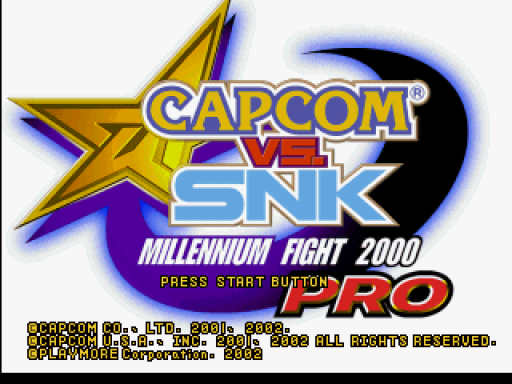 CAPCOM®
VS.
SNK
MILLENNIUM FIGHT 2000
PRESS START BUTTON
PRO
©CAPCOM CO., LTD. 2001, 2002.
©CAPCOM U.S.A., INC. 2001, 2002 ALL RIGHTS RESERVED.
©PLAYMORE Corporation. 2002